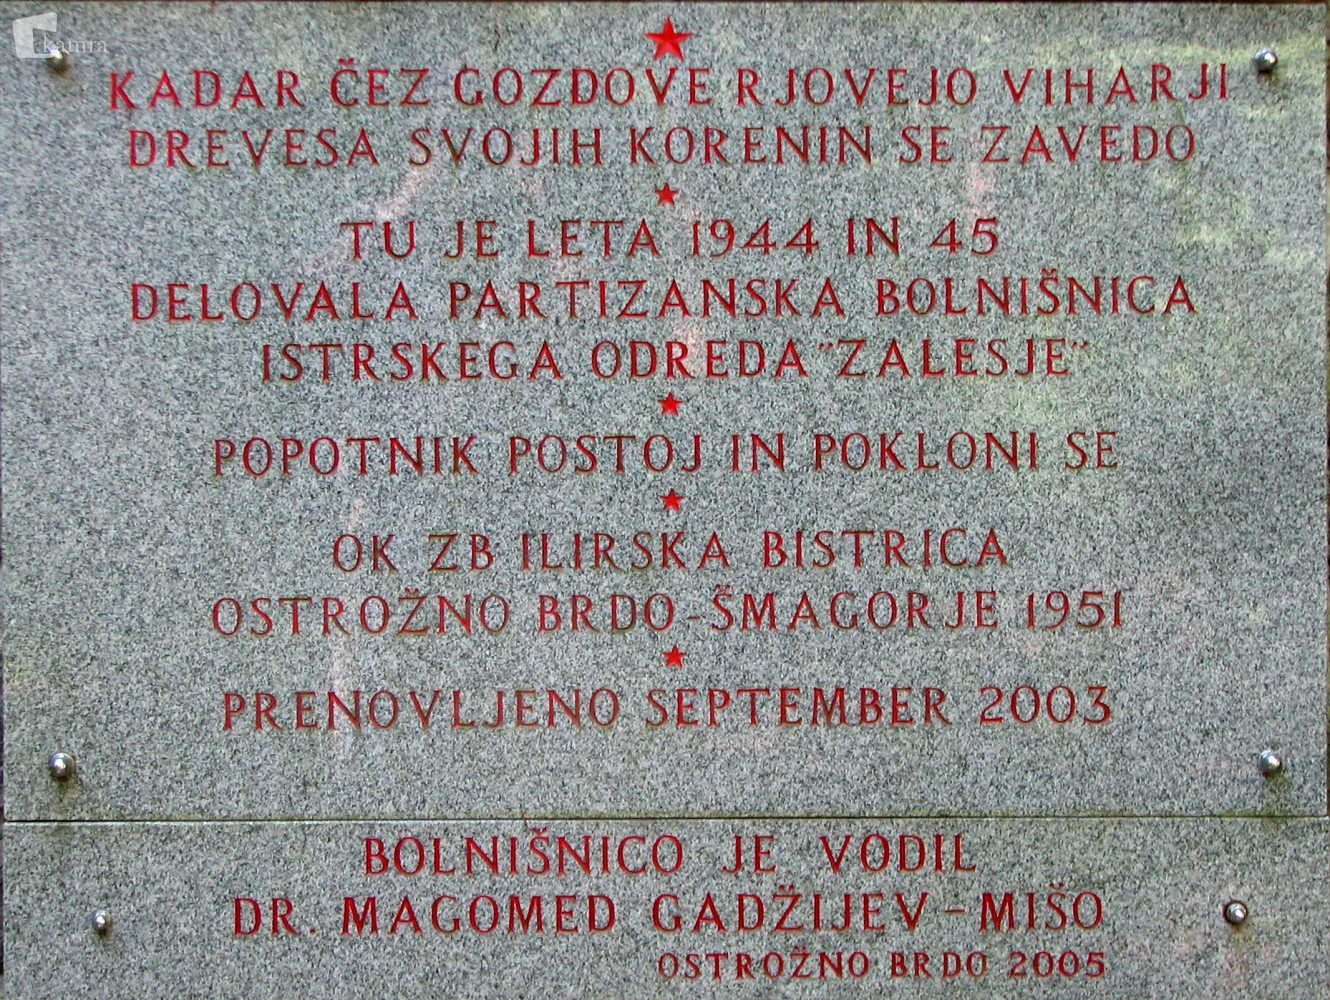 kamra
KADAR ČEZ GOZDOVE RJOVEJO VIHARJI
DREVESA SVOJIH KORENIN SE ZAVEDO
TU JE LETA 1944 IN 45
DELOVALA PARTIZANSKA BOLNIŠNICA
ISTRSKEGA ODREDA "ZALESJE"
POPOTNIK POSTOJ IN POKLONI SE
OK ZB ILIRSKA BISTRICA
OSTROŽNO BRDO-ŠMAGORJE 1951
PRENOVLJENO SEPTEMBER 2003
BOLNIŠNICO JE VODIL
DR. MAGOMED GADŽIJEV-MIŠO
OSTROŽNO BRDO 2005